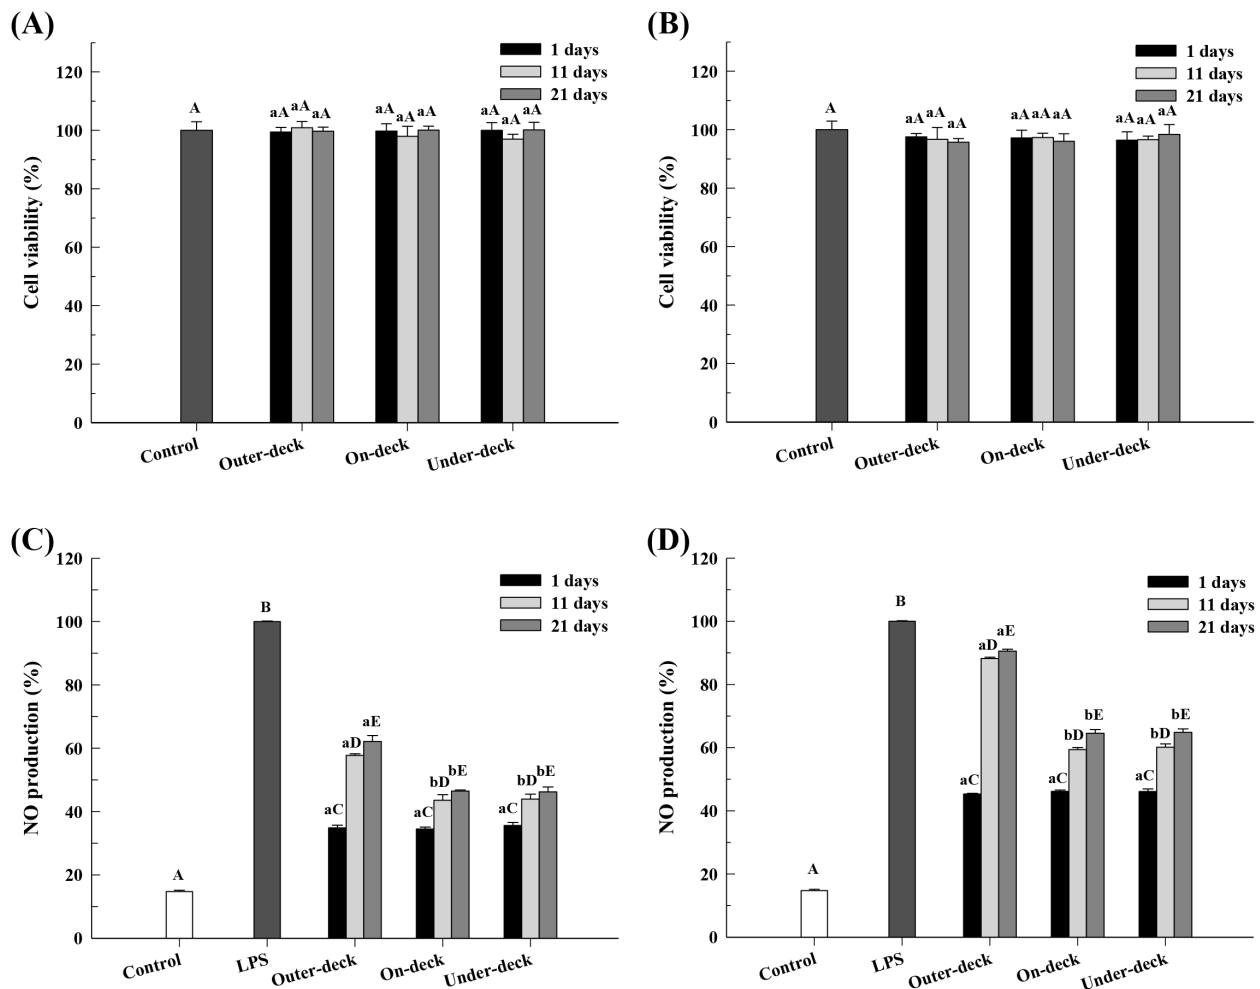 (A)
1 days
11 days
21 days
Cell viability (%)
120
100
80
60
40
20
0
A
aA aA aA
aA aA aA
aA aA aA
Control
Outer-deck
On-deck
Under-deck
(B)
1 days
11 days
21 days
Cell viability (%)
120
100
80
60
40
20
0
A
aA aA aA
aA aA aA
aA aA aA
Control
Outer-deck
On-deck
Under-deck
(C)
1 days
11 days
21 days
NO production (%)
120
100
80
60
40
20
0
A
B
aC aD aE
aC bD bE
aC bD bE
Control
LPS
Outer-deck
On-deck
Under-deck
(D)
1 days
11 days
21 days
NO production (%)
120
100
80
60
40
20
0
A
B
aC aD aE
aC bD bE
aC bD bE
Control
LPS
Outer-deck
On-deck
Under-deck